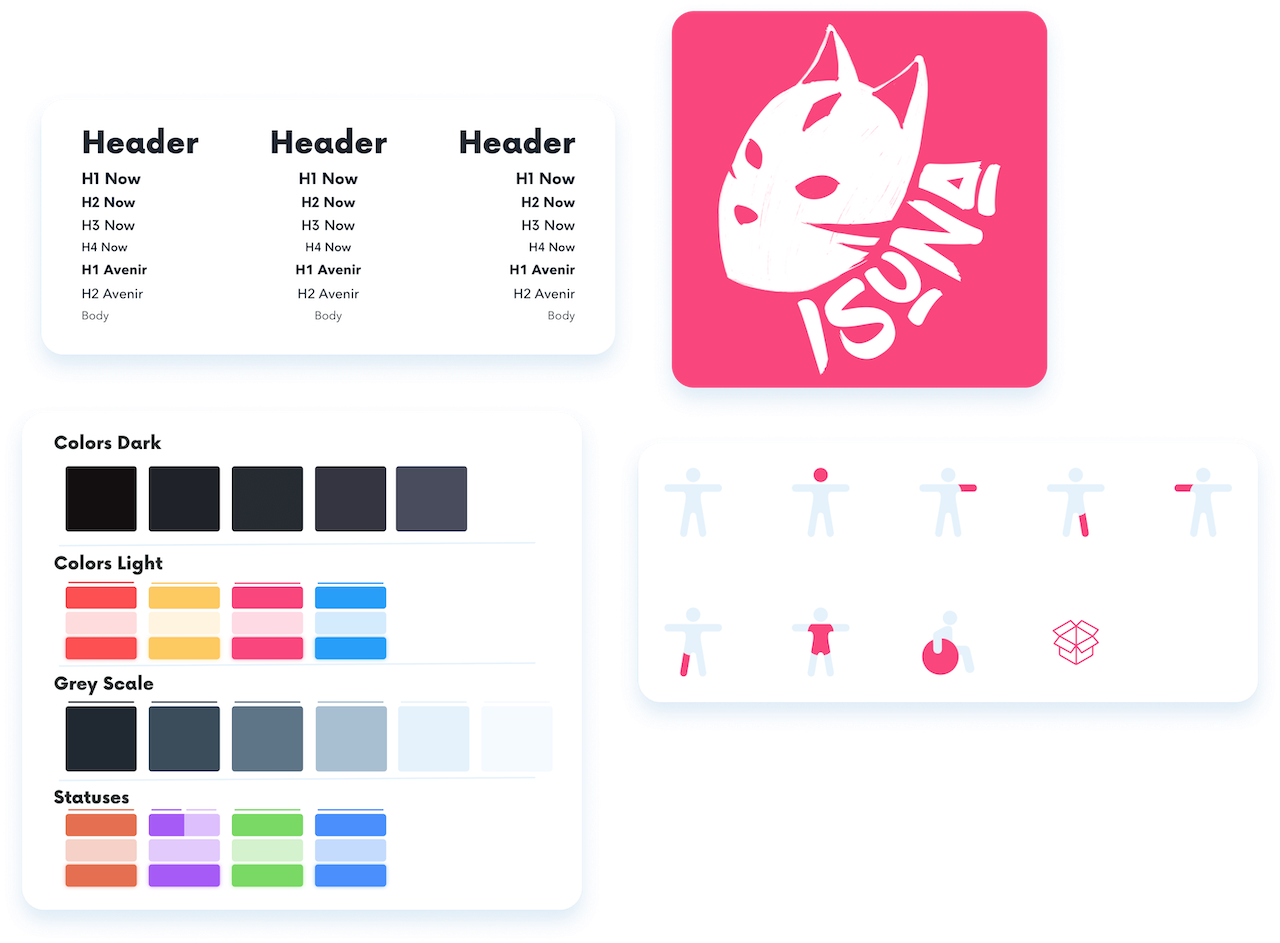 Header Header Header
H1 Now H1 Now H1 Now
H2 Now H2 Now H2 Now
H3 Now H3 Now H3 Now
H4 Now H4 Now H4 Now
H1 Avenir H1 Avenir H1 Avenir
H2 Avenir H2 Avenir H2 Avenir
Body Body Body
ISUNA
Colors Dark
Colors Light
Grey Scale
Statuses